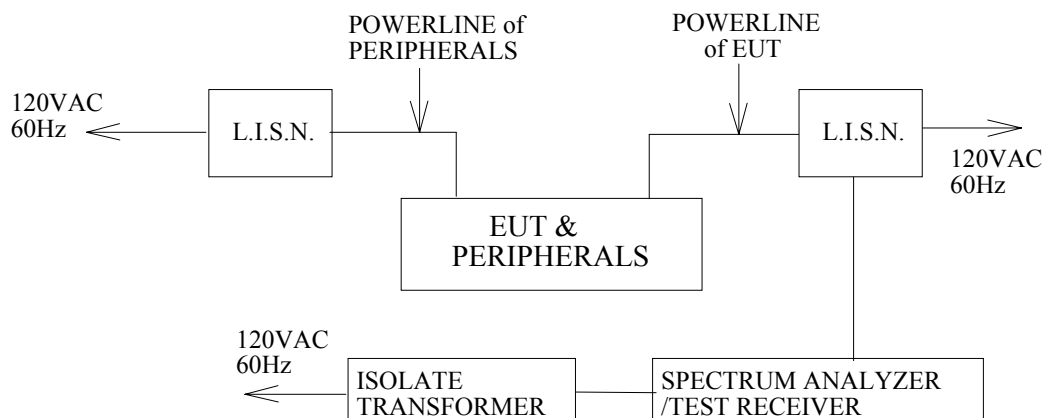 POWERLINE of
PERIPHERALS
POWERLINE
of EUT
120VAC
60Hz
L.I.S.N.
L.I.S.N.
120VAC
60Hz
EUT &
PERIPHERALS
120VAC
60Hz
ISOLATE
TRANSFORMER
SPECTRUM ANALYZER
/TEST RECEIVER